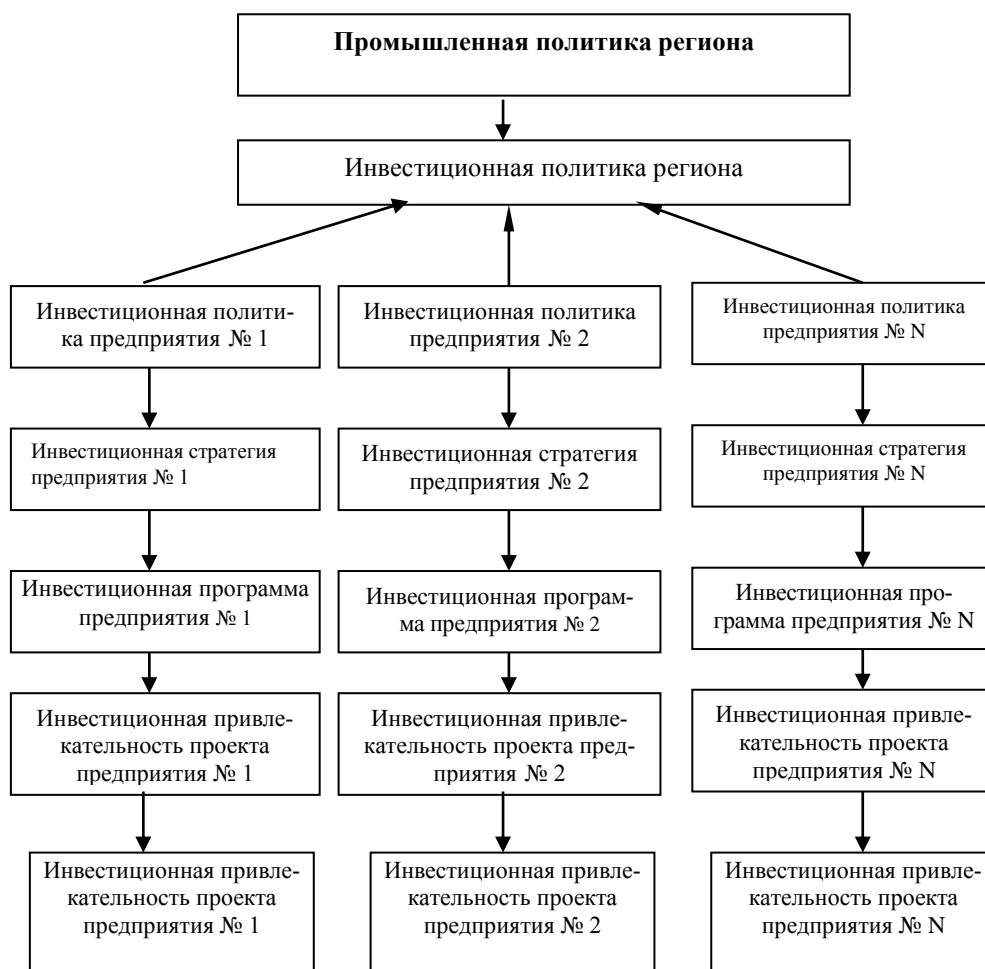 Промышленная политика региона
Инвестиционная политика региона
Инвестиционная полити-
ка предприятия № 1
Инвестиционная политика
предприятия № 2
Инвестиционная политика
предприятия № N
Инвестиционная стратегия
предприятия № 1
Инвестиционная стратегия
предприятия № 2
Инвестиционная стратегия
предприятия № N
Инвестиционная программа
предприятия № 1
Инвестиционная програм-
ма предприятия № 2
Инвестиционная про-
грамма предприятия № N
Инвестиционная привле-
кательность проекта
предприятия № 1
Инвестиционная привле-
кательность проекта пред-
приятия № 2
Инвестиционная привле-
кательность проекта
предприятия № N
Инвестиционная привле-
кательность проекта
предприятия № 1
Инвестиционная привле-
кательность проекта
предприятия № 2
Инвестиционная привле-
кательность проекта
предприятия № N